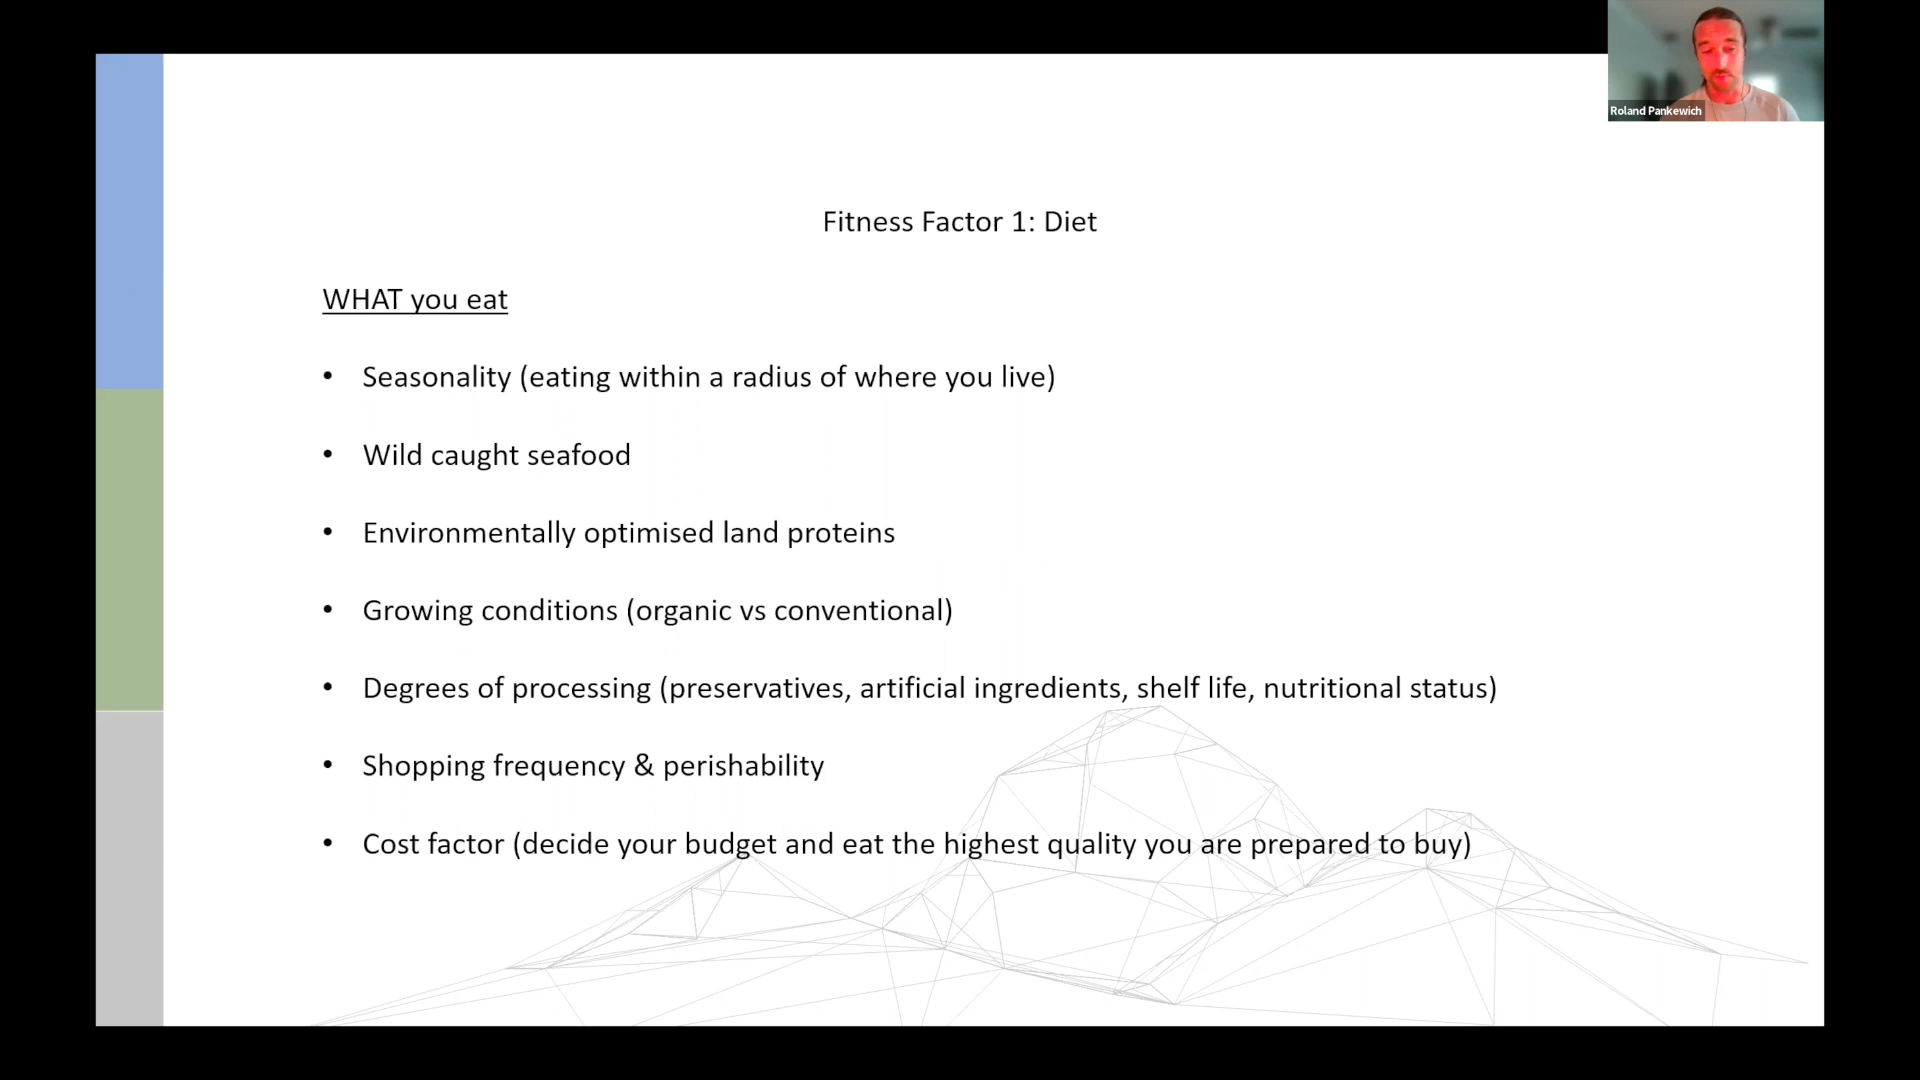 Roland Pankewich
Fitness Factor 1: Diet
WHAT you eat
• Seasonality (eating within a radius of where you live)
• Wild caught seafood
• Environmentally optimised land proteins
• Growing conditions (organic vs conventional)
• Degrees of processing (preservatives, artificial ingredients, shelf life, nutritional status)
• Shopping frequency & perishability
• Cost factor (decide your budget and eat the highest quality you are prepared to buy)